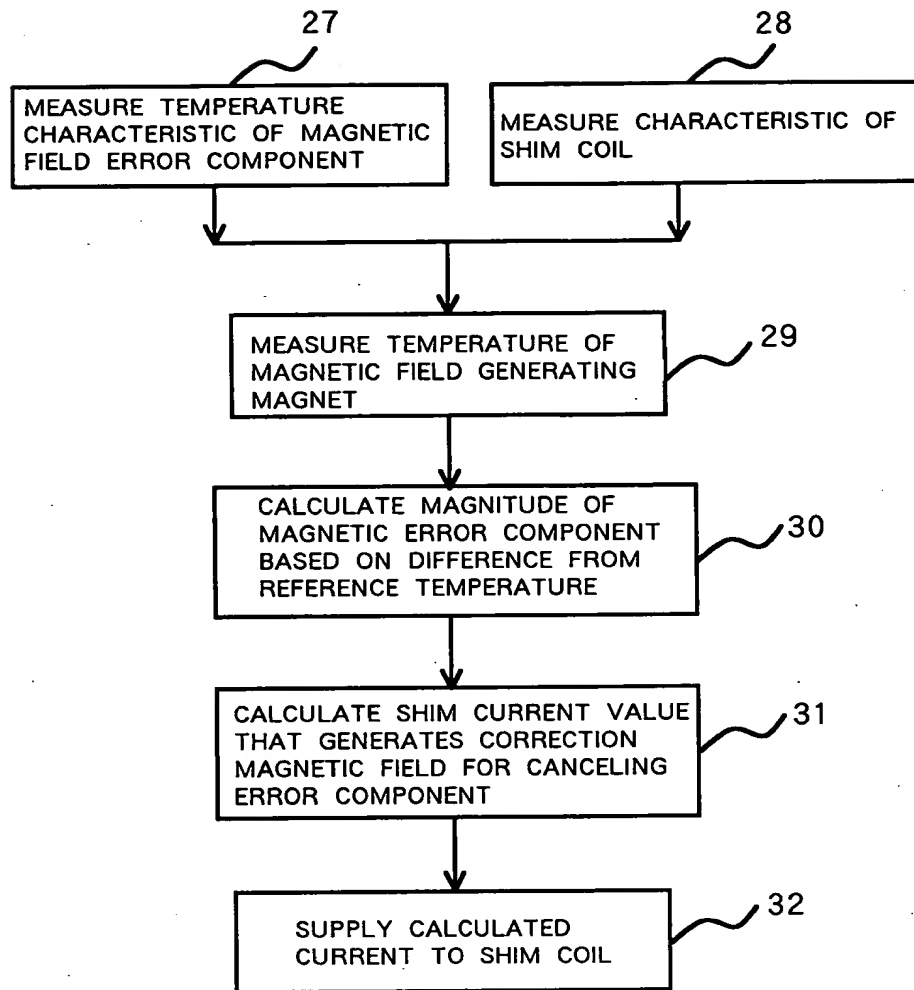 27
28
MEASURE TEMPERATURE
CHARACTERISTIC OF MAGNETIC
FIELD ERROR COMPONENT
MEASURE CHARACTERISTIC OF
SHIM COIL
MEASURE TEMPERATURE OF
MAGNETIC FIELD GENERATING
MAGNET
29
CALCULATE MAGNITUDE OF
MAGNETIC ERROR COMPONENT
BASED ON DIFFERENCE FROM
REFERENCE TEMPERATURE
30
CALCULATE SHIM CURRENT VALUE
THAT GENERATES CORRECTION
MAGNETIC FIELD FOR CANCELING
ERROR COMPONENT
31
SUPPLY CALCULATED
CURRENT TO SHIM COIL
32